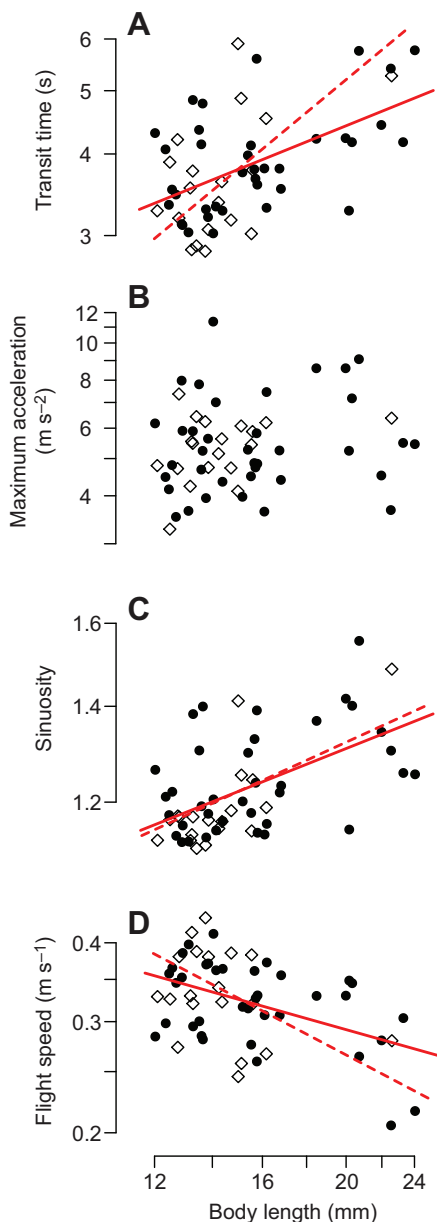 A
Transit time (s)
6
5
4
3
B
Maximum acceleration
(m s–2)
12
8
6
4
C
Sinuosity
1.6
1.4
1.2
D
Flight speed (m s–1)
0.4
0.3
0.2
12 14 16 20 24
Body length (mm)